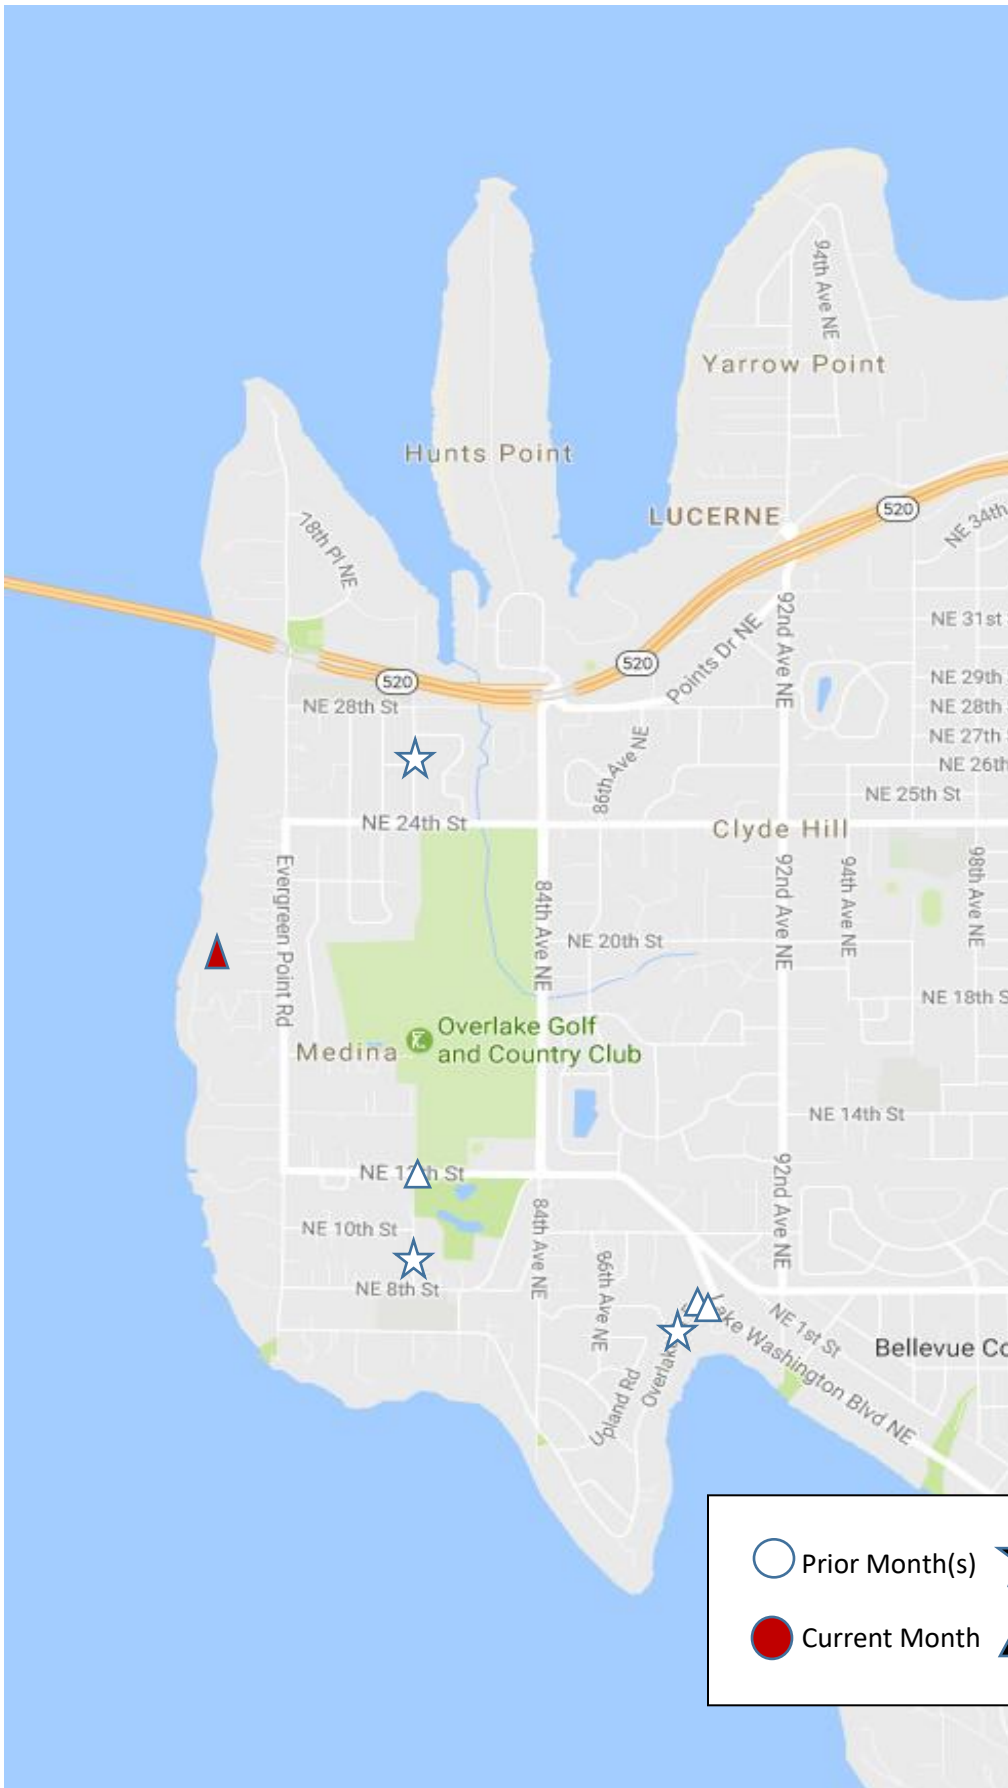 94th Ave NE
Yarrow Point
Hunts Point
LUCERNE
520
NE 34th
78th Pl NE
92nd Ave NE
NE 31st
Points Dr NE
520
520
NE 29th
NE 28th St
NE 28th
86th Ave NE
NE 27th
NE 26th
NE 25th St
NE 24th St
Clyde Hill
Evergreen Point Rd
84th Ave NE
92nd Ave NE
94th Ave NE
98th Ave NE
NE 20th St
NE 18th S
Overlake Golf
and Country Club
Medina
NE 14th St
92nd Ave NE
NE 12th St
84th Ave NE
NE 10th St
86th Ave NE
NE 8th St
NE 1st St
Lake Washington Blvd NE
Bellevue Co
Overlak
Upland Rd
Prior Month(s)
Current Month